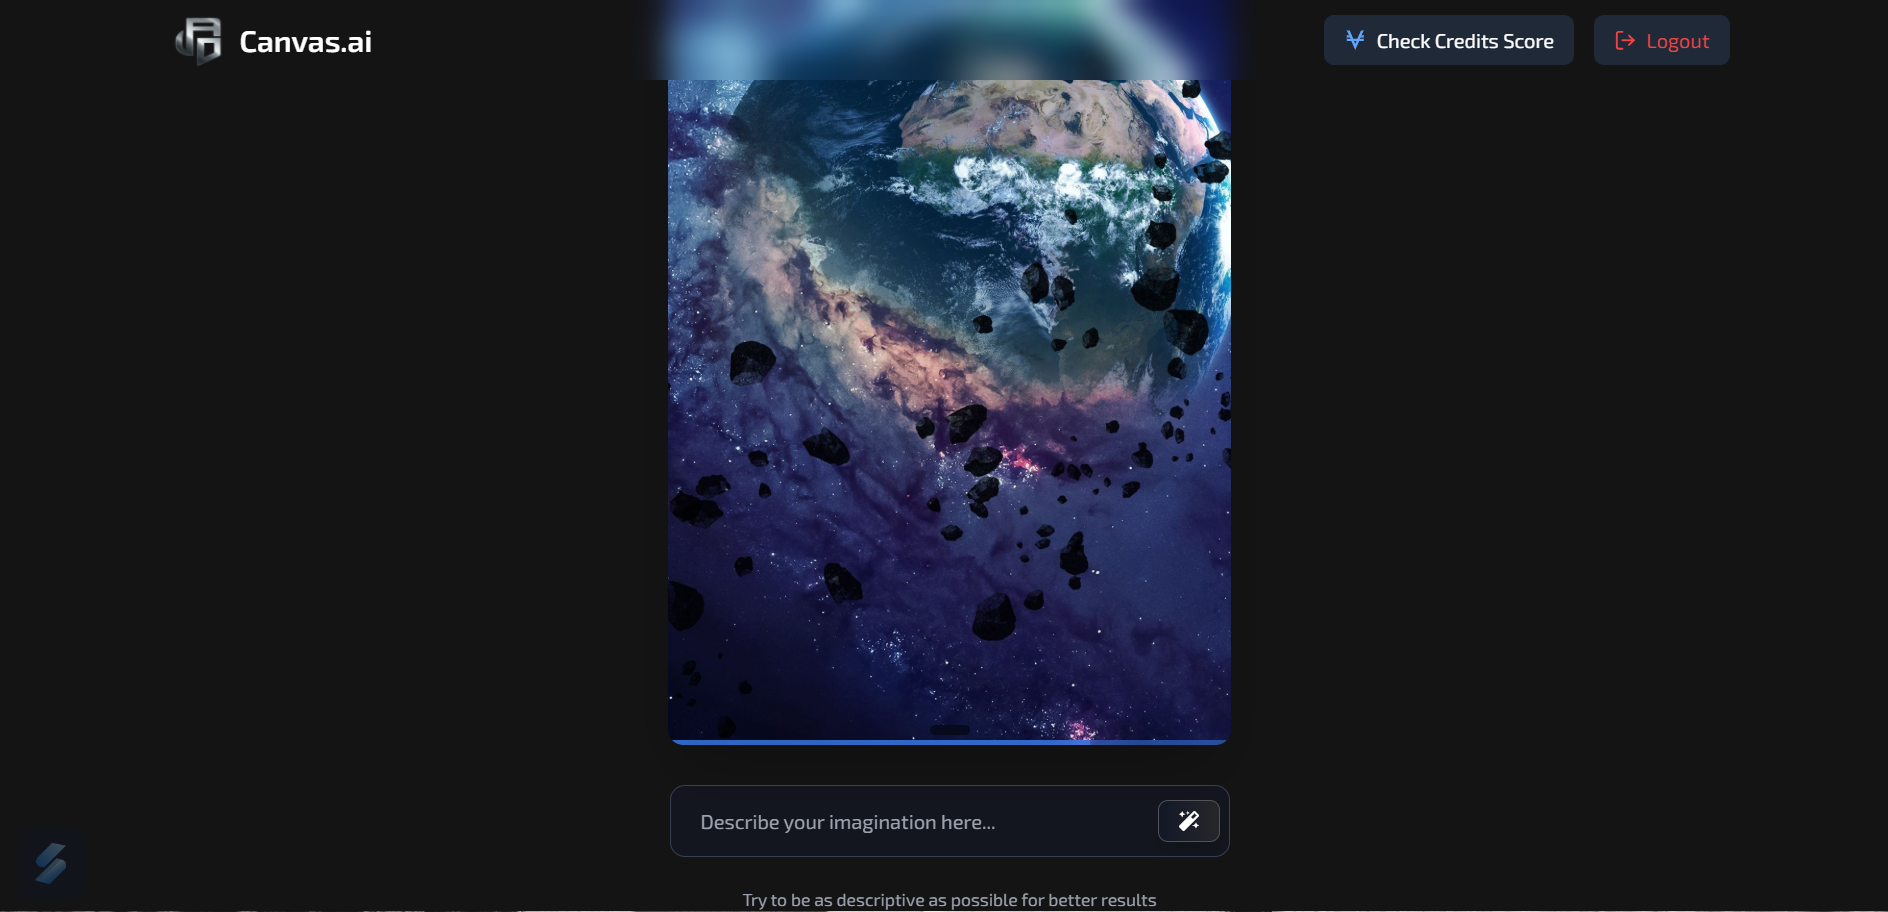 Canvas.ai
Check Credits Score
Logout
Describe your imagination here...
Try to be as descriptive as possible for better results